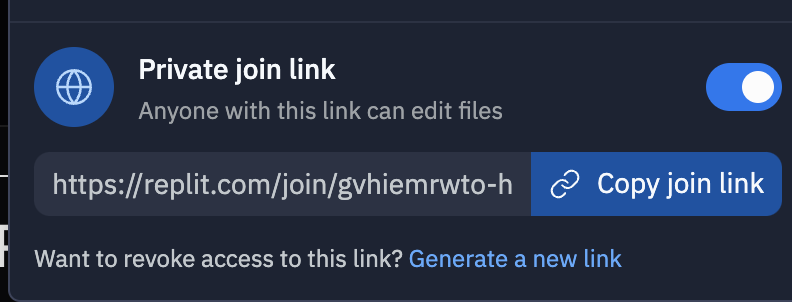 Private join link
Anyone with this link can edit files
https://replit.com/join/gvhiemrwto-h
Copy join link
Want to revoke access to this link? Generate a new link